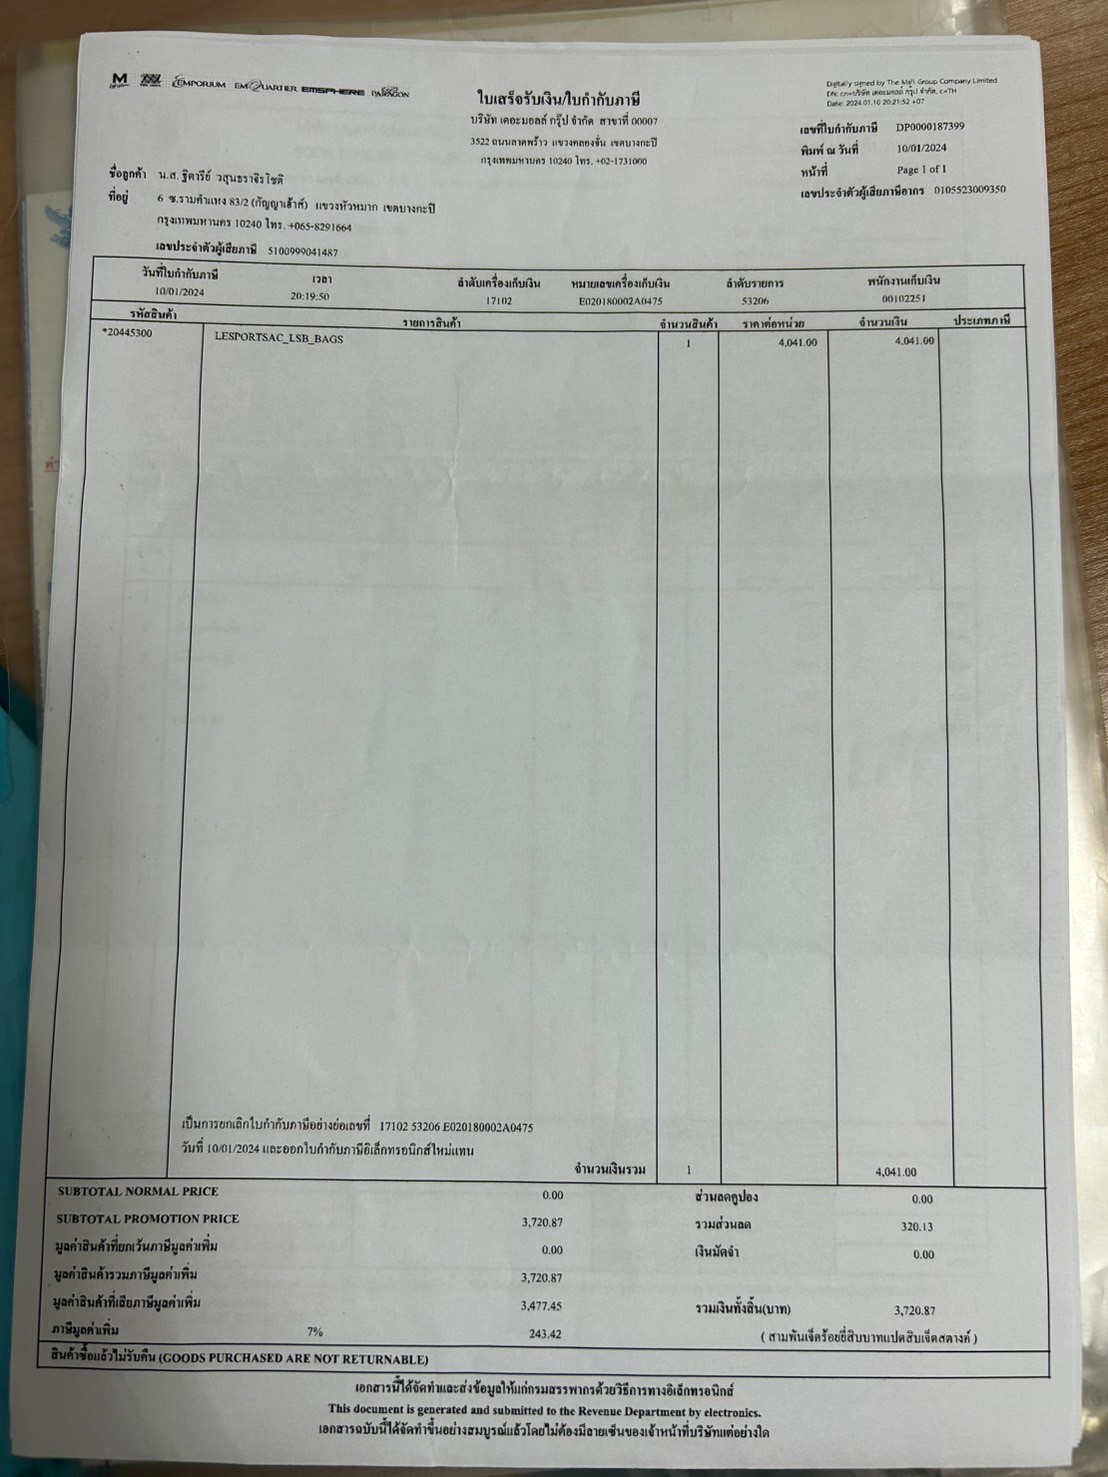 M EMPORIUM EMQUARTIER EMSPHERE PARAGON
Digitally signed by The Mall Group Company Limited
DN: cn=บริษัท เดอะมอลล์ กรุ๊ป จำกัด, c=TH
Date: 2024.01.10 20:21:52 +07
ใบเสร็จรับเงิน/ใบกำกับภาษี
บริษัท เดอะมอลล์ กรุ๊ป จำกัด สาขาที่ 00007
3522 ถนนลาดพร้าว แขวงคลองจั่น เขตบางกะปิ
กรุงเทพมหานคร 10240 โทร. +02-1731000
เลขที่ใบกำกับภาษี DP0000187399
พิมพ์ ณ วันที่ 10/01/2024
หน้าที่ Page 1 of 1
เลขประจำตัวผู้เสียภาษีอากร 0105523009350
ชื่อลูกค้า น.ส. ฐิตารีย์ วสุนธราจิรโชติ
ที่อยู่ 6 ซ.รามคำแหง 83/2 (กัญญาเฮ้าส์) แขวงหัวหมาก เขตบางกะปิ
กรุงเทพมหานคร 10240 โทร. +065-8291664
เลขประจำตัวผู้เสียภาษี 5100999041487
วันที่ใบกำกับภาษี เวลา ลำดับเครื่องเก็บเงิน หมายเลขเครื่องเก็บเงิน ลำดับรายการ พนักงานเก็บเงิน
10/01/2024 20:19:50 17102 E020180002A0475 53206 00102251
รหัสสินค้า รายการสินค้า จำนวนสินค้า ราคาต่อหน่วย จำนวนเงิน ประเภทภาษี
*20445300 LESPORTSAC_LSB_BAGS 1 4,041.00 4,041.00
เป็นการยกเลิกใบกำกับภาษีอย่างย่อเลขที่ 17102 53206 E020180002A0475
วันที่ 10/01/2024 และออกใบกำกับภาษีอิเล็กทรอนิกส์ใหม่แทน
จำนวนเงินรวม 1 4,041.00
SUBTOTAL NORMAL PRICE 0.00 ส่วนลดคูปอง 0.00
SUBTOTAL PROMOTION PRICE 3,720.87 รวมส่วนลด 320.13
มูลค่าสินค้าที่ยกเว้นภาษีมูลค่าเพิ่ม 0.00 เงินมัดจำ 0.00
มูลค่าสินค้ารวมภาษีมูลค่าเพิ่ม 3,720.87
มูลค่าสินค้าที่เสียภาษีมูลค่าเพิ่ม 3,477.45 รวมเงินทั้งสิ้น(บาท) 3,720.87
ภาษีมูลค่าเพิ่ม 7% 243.42 ( สามพันเจ็ดร้อยยี่สิบบาทแปดสิบเจ็ดสตางค์ )
สินค้าซื้อแล้วไม่รับคืน (GOODS PURCHASED ARE NOT RETURNABLE)
เอกสารนี้ได้จัดทำและส่งข้อมูลให้แก่กรมสรรพากรด้วยวิธีการทางอิเล็กทรอนิกส์
This document is generated and submitted to the Revenue Department by electronics.
เอกสารฉบับนี้ได้จัดทำขึ้นอย่างสมบูรณ์แล้วโดยไม่ต้องมีลายเซ็นของเจ้าหน้าที่บริษัทแต่อย่างใด